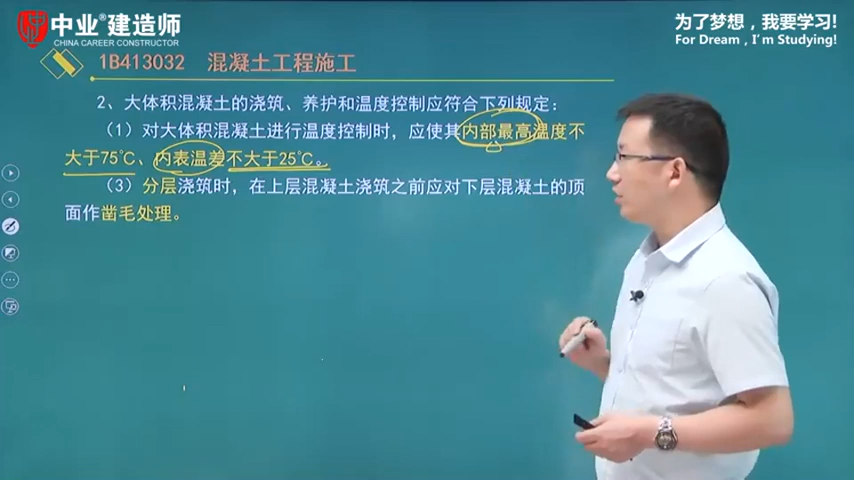 中业®建造师
CHINA CAREER CONSTRUCTOR
为了梦想，我要学习!
For Dream , I'm Studying!
1B413032 混凝土工程施工
2、大体积混凝土的浇筑、养护和温度控制应符合下列规定：
（1）对大体积混凝土进行温度控制时，应使其内部最高温度不
大于75℃、内表温差不大于25℃。
（3）分层浇筑时，在上层混凝土浇筑之前应对下层混凝土的顶
面作凿毛处理。